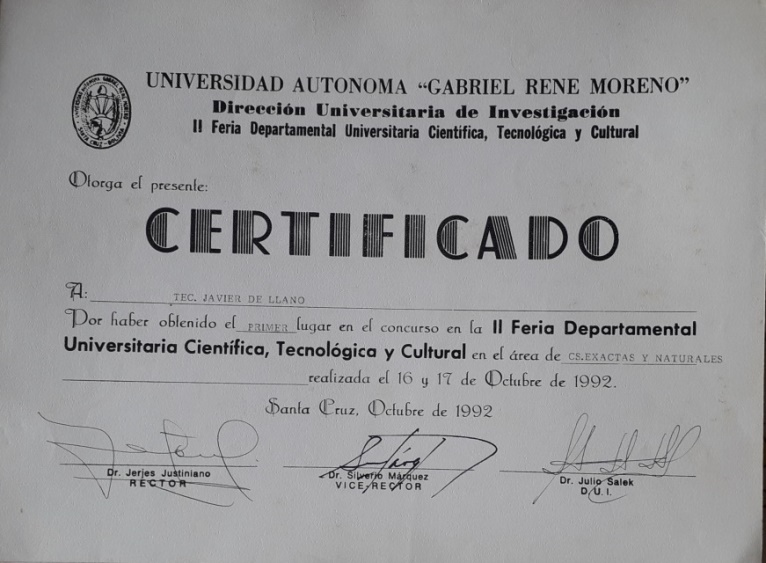 UNIVERSIDAD AUTONOMA “GABRIEL RENE MORENO”
Dirección Universitaria de Investigación
II Feria Departamental Universitaria Científica, Tecnológica y Cultural
Otorga el presente:
CERTIFICADO
A: TEC. JAVIER DE LLANO
Por haber obtenido el PRIMER lugar en el concurso en la II Feria Departamental
Universitaria Científica, Tecnológica y Cultural en el área de CS.EXACTAS Y NATURALES
realizada el 16 y 17 de Octubre de 1992.
Santa Cruz, Octubre de 1992
Dr. Jerjes Justiniano
RECTOR
Dr. Silverio Márquez
VICE-RECTOR
Dr. Julio Salek
D.U.I.